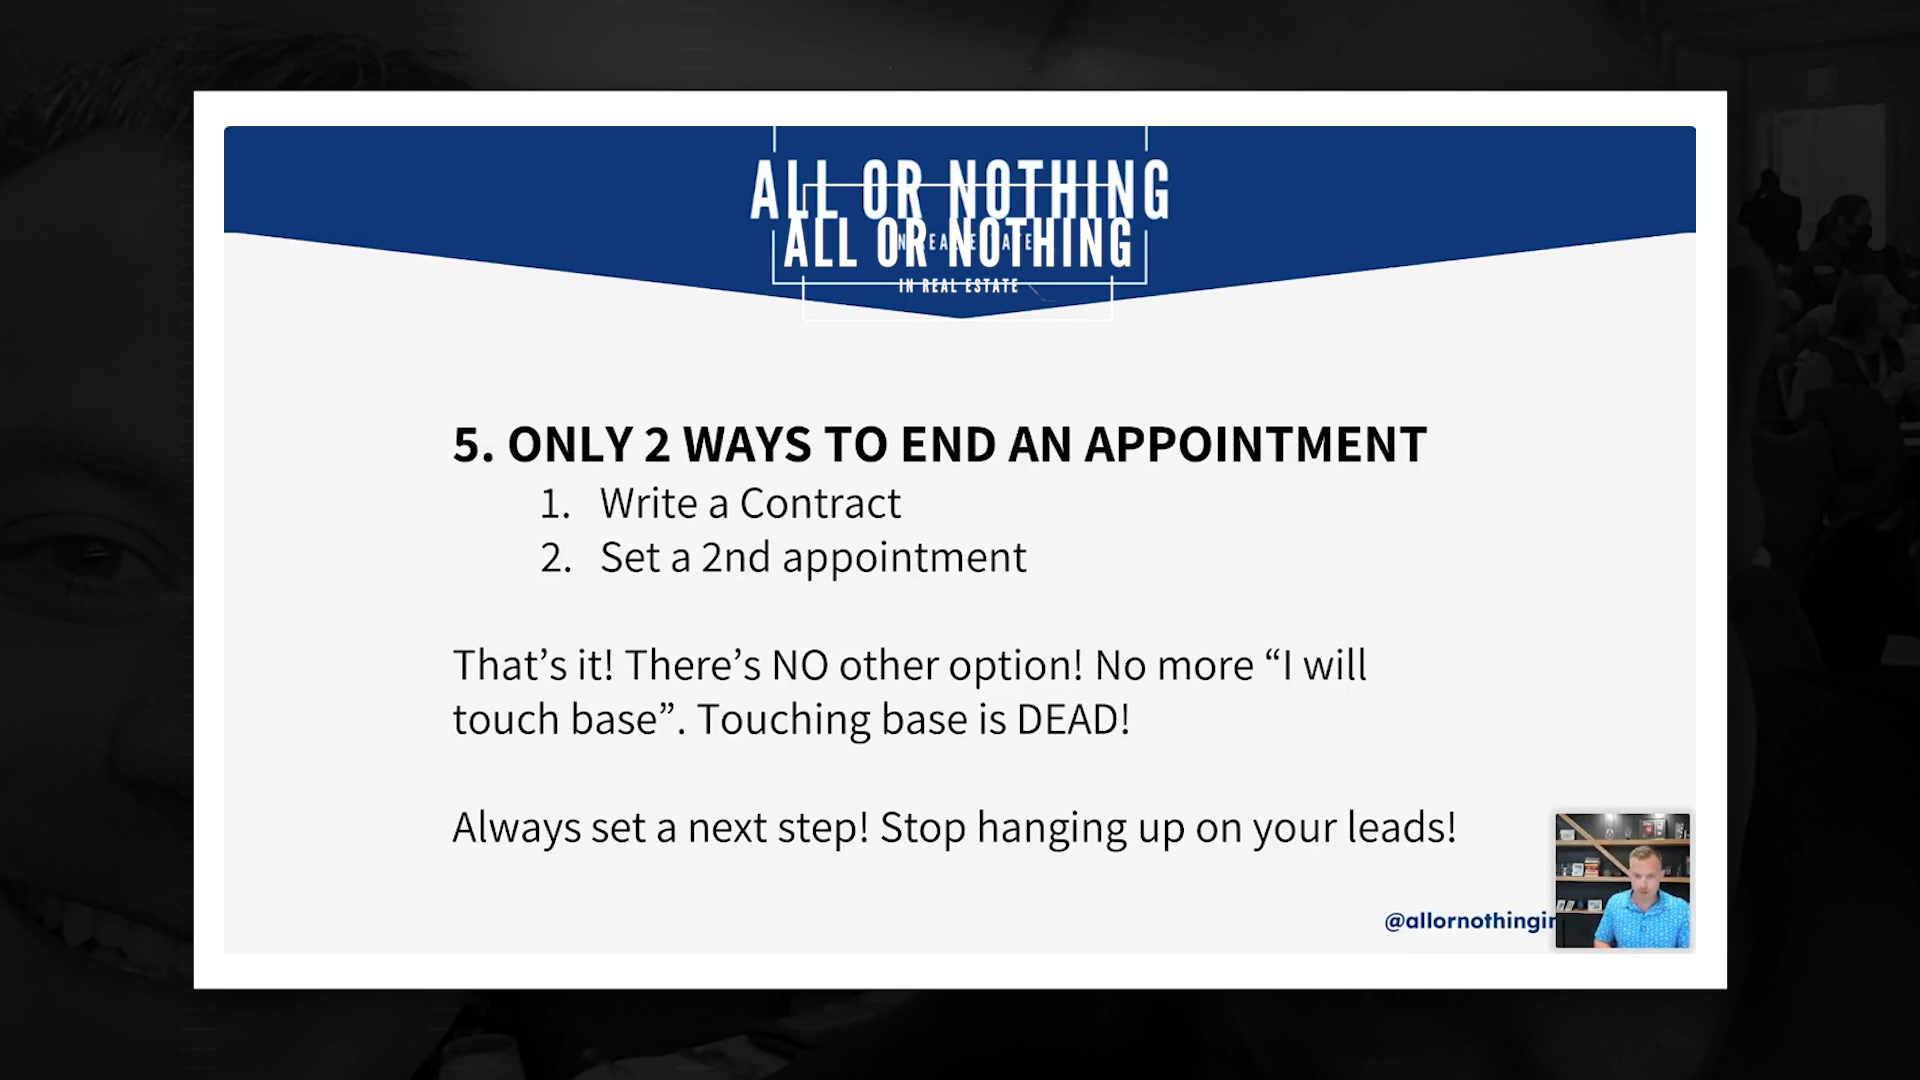 ALL OR NOTHING
ALL OR NOTHING
IN REAL ESTATE
5. ONLY 2 WAYS TO END AN APPOINTMENT
1. Write a Contract
2. Set a 2nd appointment
That’s it! There’s NO other option! No more “I will
touch base”. Touching base is DEAD!
Always set a next step! Stop hanging up on your leads!
@allornothingin